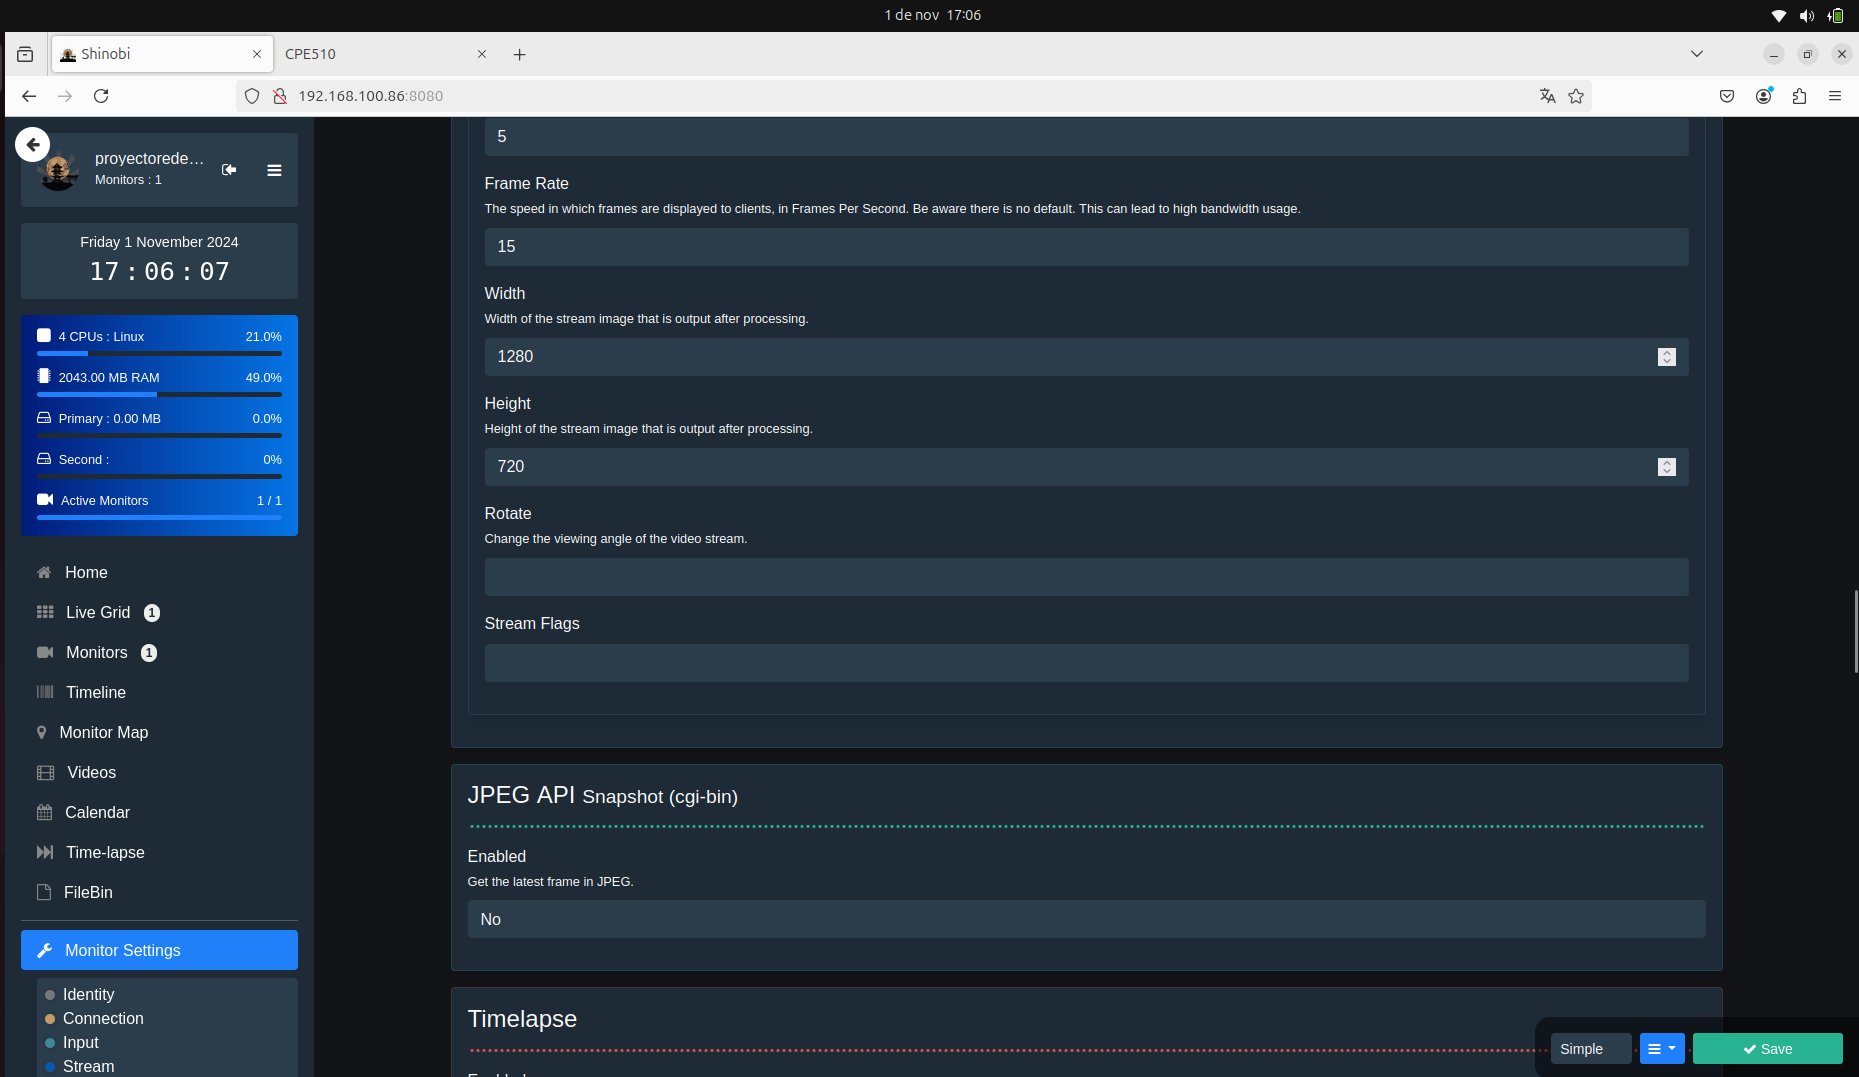 1 de nov 17:06
Shinobi
CPE510
192.168.100.86:8080
proyectorede...
Monitors : 1
Friday 1 November 2024
17 : 06 : 07
4 CPUs : Linux 21.0%
2043.00 MB RAM 49.0%
Primary : 0.00 MB 0.0%
Second : 0%
Active Monitors 1 / 1
Home
Live Grid 1
Monitors 1
Timeline
Monitor Map
Videos
Calendar
Time-lapse
FileBin
Monitor Settings
Identity
Connection
Input
Stream
5
Frame Rate
The speed in which frames are displayed to clients, in Frames Per Second. Be aware there is no default. This can lead to high bandwidth usage.
15
Width
Width of the stream image that is output after processing.
1280
Height
Height of the stream image that is output after processing.
720
Rotate
Change the viewing angle of the video stream.
Stream Flags
JPEG API Snapshot (cgi-bin)
Enabled
Get the latest frame in JPEG.
No
Timelapse
Simple
Save